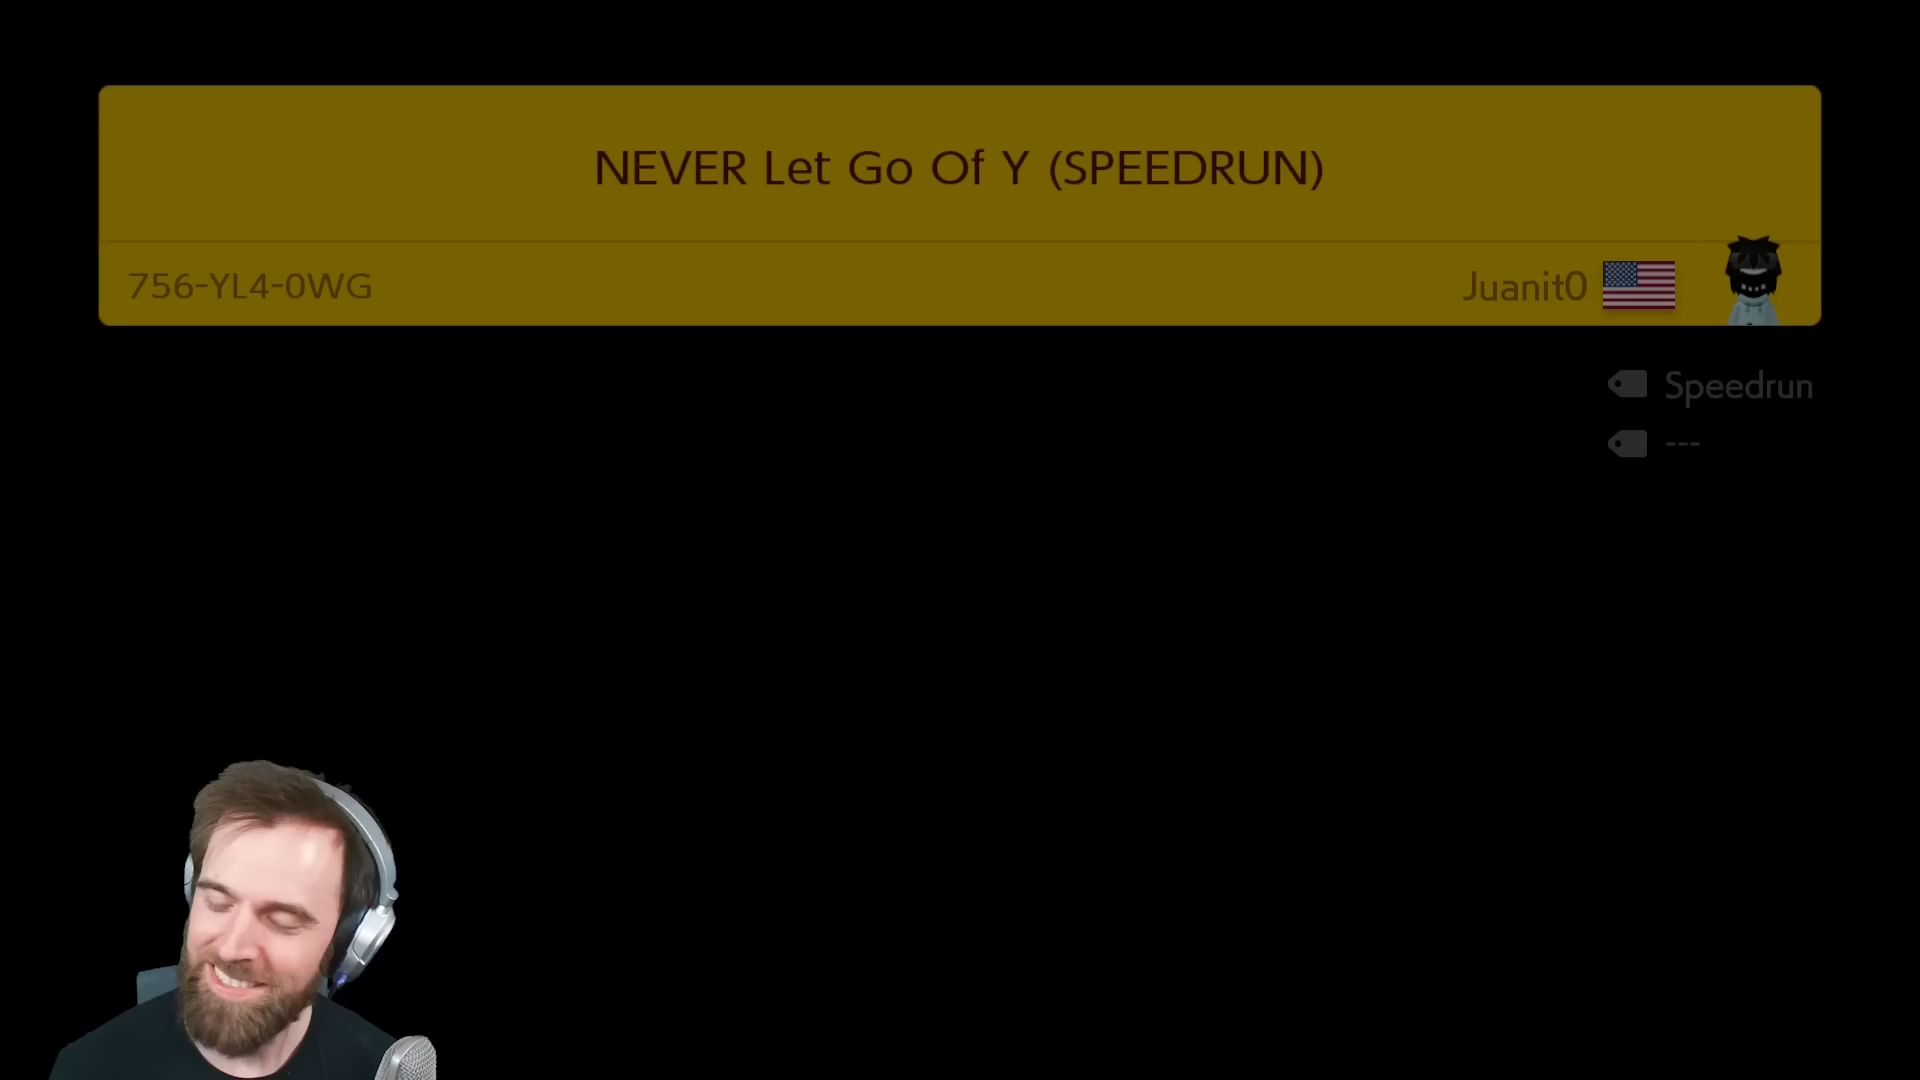 NEVER Let Go Of Y (SPEEDRUN)
756-YL4-0WG
Juanit0
Speedrun
---